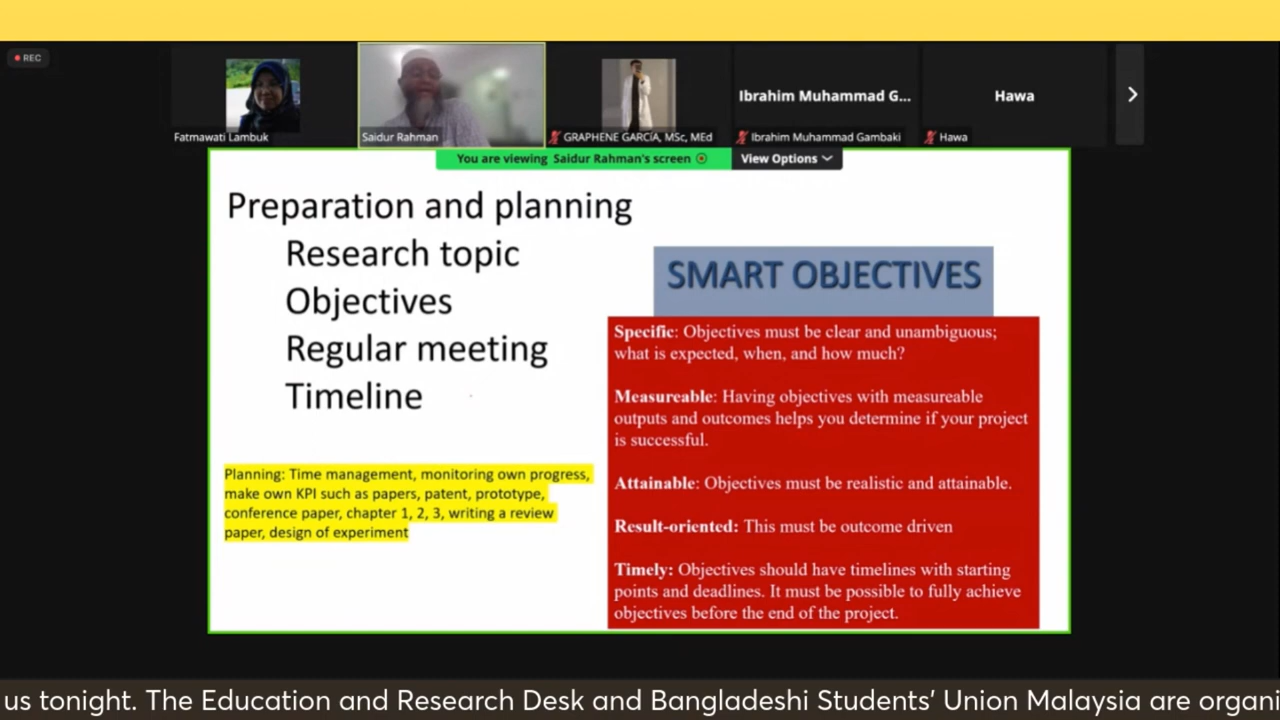 REC
Ibrahim Muhammad G...
Hawa
Fatmawati Lambuk
Saidur Rahman
GRAPHENE GARCíA, MSc, MEd
Ibrahim Muhammad Gambaki
Hawa
You are viewing Saidur Rahman's screen
View Options
Preparation and planning
Research topic
Objectives
Regular meeting
Timeline
Planning: Time management, monitoring own progress,
make own KPI such as papers, patent, prototype,
conference paper, chapter 1, 2, 3, writing a review
paper, design of experiment
SMART OBJECTIVES
Specific: Objectives must be clear and unambiguous;
what is expected, when, and how much?
Measureable: Having objectives with measureable
outputs and outcomes helps you determine if your project
is successful.
Attainable: Objectives must be realistic and attainable.
Result-oriented: This must be outcome driven
Timely: Objectives should have timelines with starting
points and deadlines. It must be possible to fully achieve
objectives before the end of the project.
us tonight. The Education and Research Desk and Bangladeshi Students' Union Malaysia are organi